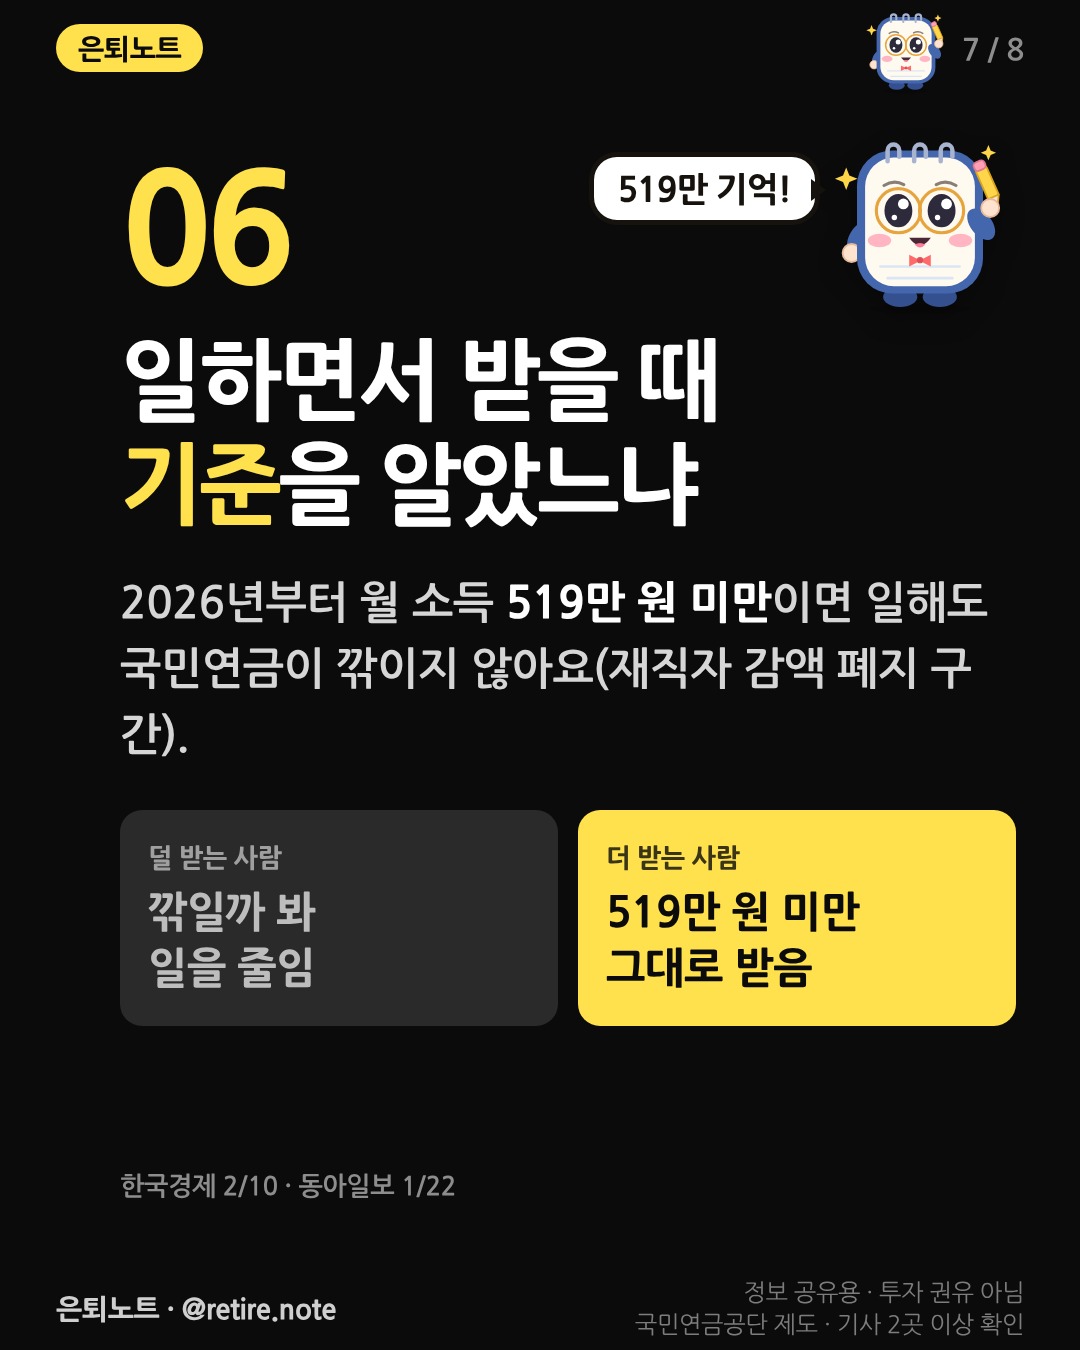 은퇴노트
7 / 8
06
519만 기억!
일하면서 받을 때
기준을 알았느냐
2026년부터 월 소득 519만 원 미만이면 일해도
국민연금이 깎이지 않아요(재직자 감액 폐지 구
간).
덜 받는 사람
깎일까 봐
일을 줄임
더 받는 사람
519만 원 미만
그대로 받음
한국경제 2/10 · 동아일보 1/22
은퇴노트 · @retire.note
정보 공유용 · 투자 권유 아님
국민연금공단 제도 · 기사 2곳 이상 확인